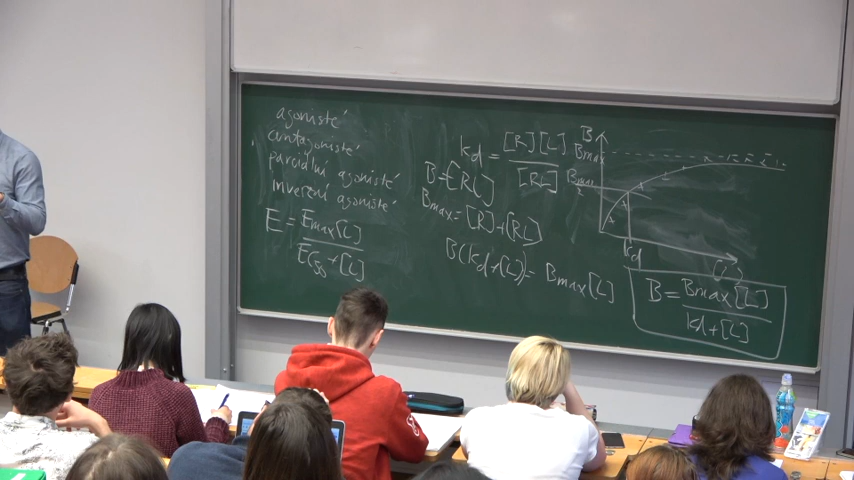 agonisté
antagonisté
parciální agonisté
inverzní agonisté
E = Emax[L]
EC50 + [L]
kd = [R][L]
[RL]
B = [RL]
Bmax = [R] + [RL]
B(kd + [L]) = Bmax[L]
B
Bmax
Bmax
2
kd
B = Bmax[L]
kd + [L]